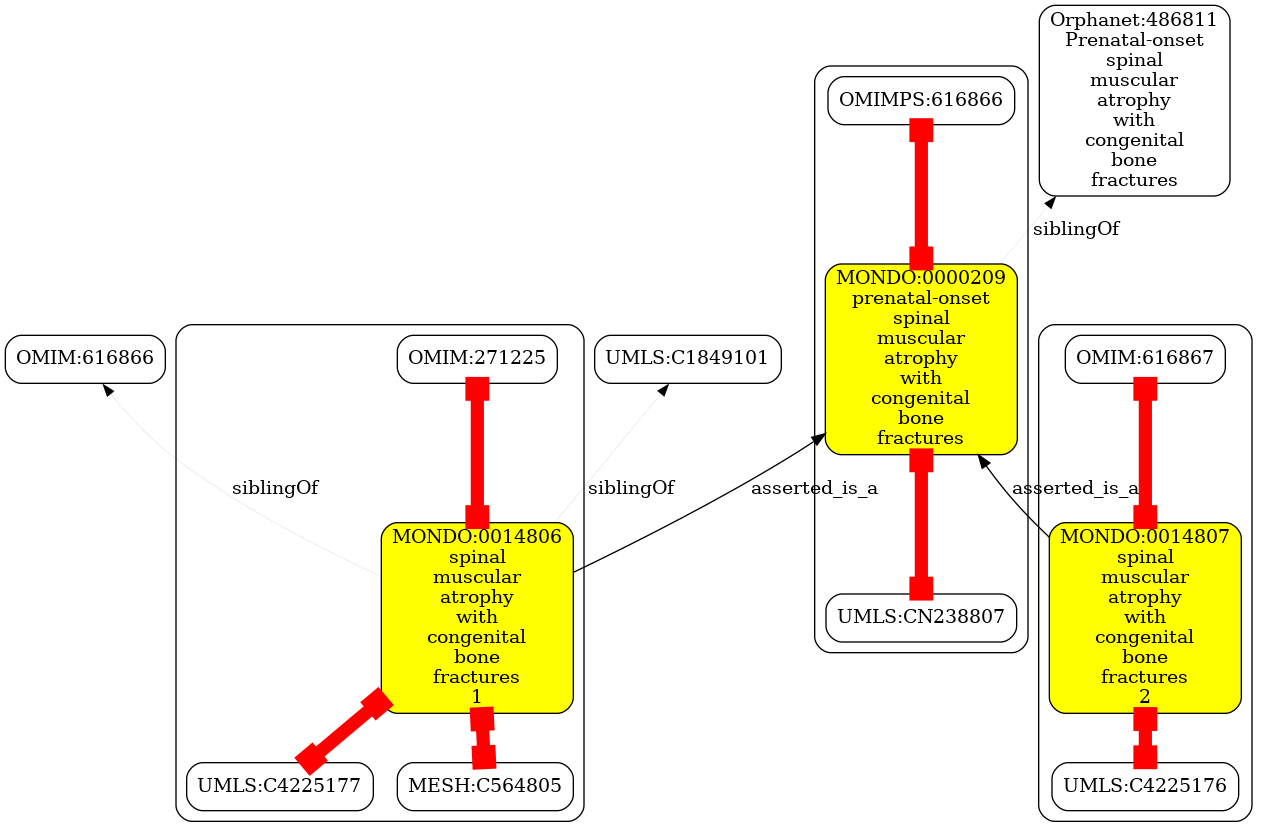 Orphanet:486811
Prenatal-onset
spinal
muscular
atrophy
with
congenital
bone
fractures
OMIMPS:616866
siblingOf
MONDO:0000209
prenatal-onset
spinal
muscular
atrophy
with
congenital
bone
fractures
OMIM:616866
OMIM:271225
UMLS:C1849101
OMIM:616867
siblingOf
siblingOf
asserted_is_a
asserted_is_a
MONDO:0014806
spinal
muscular
atrophy
with
congenital
bone
fractures
1
UMLS:CN238807
MONDO:0014807
spinal
muscular
atrophy
with
congenital
bone
fractures
2
UMLS:C4225177
MESH:C564805
UMLS:C4225176